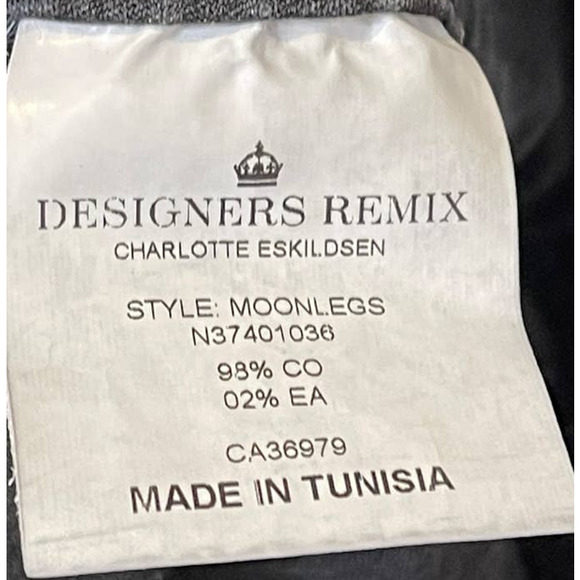 DESIGNERS REMIX
CHARLOTTE ESKILDSEN
STYLE: MOONLEGS
N37401036
98% CO
02% EA
CA36979
MADE IN TUNISIA